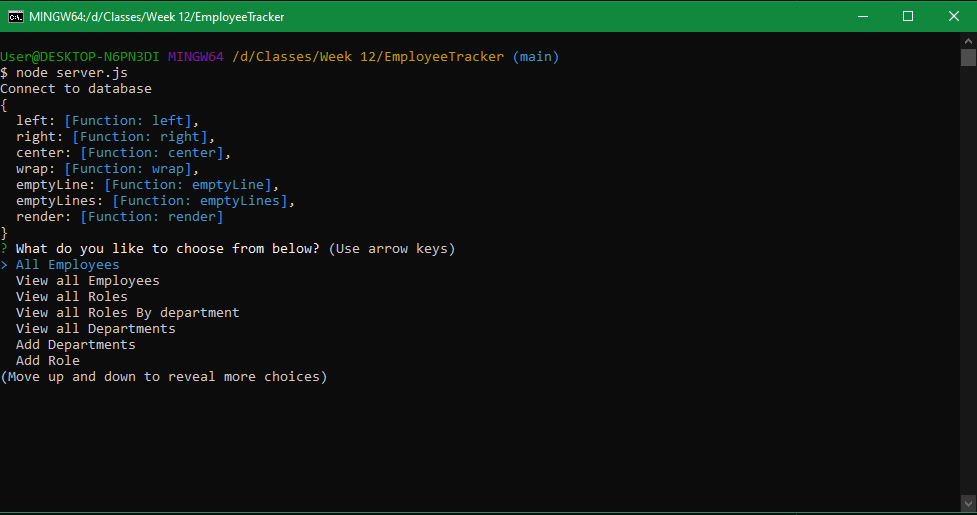 MINGW64:/d/Classes/Week 12/EmployeeTracker
User@DESKTOP-N6PN3DI MINGW64 /d/Classes/Week 12/EmployeeTracker (main)
$ node server.js
Connect to database
{
  left: [Function: left],
  right: [Function: right],
  center: [Function: center],
  wrap: [Function: wrap],
  emptyLine: [Function: emptyLine],
  emptyLines: [Function: emptyLines],
  render: [Function: render]
}
? What do you like to choose from below? (Use arrow keys)
> All Employees
  View all Employees
  View all Roles
  View all Roles By department
  View all Departments
  Add Departments
  Add Role
(Move up and down to reveal more choices)